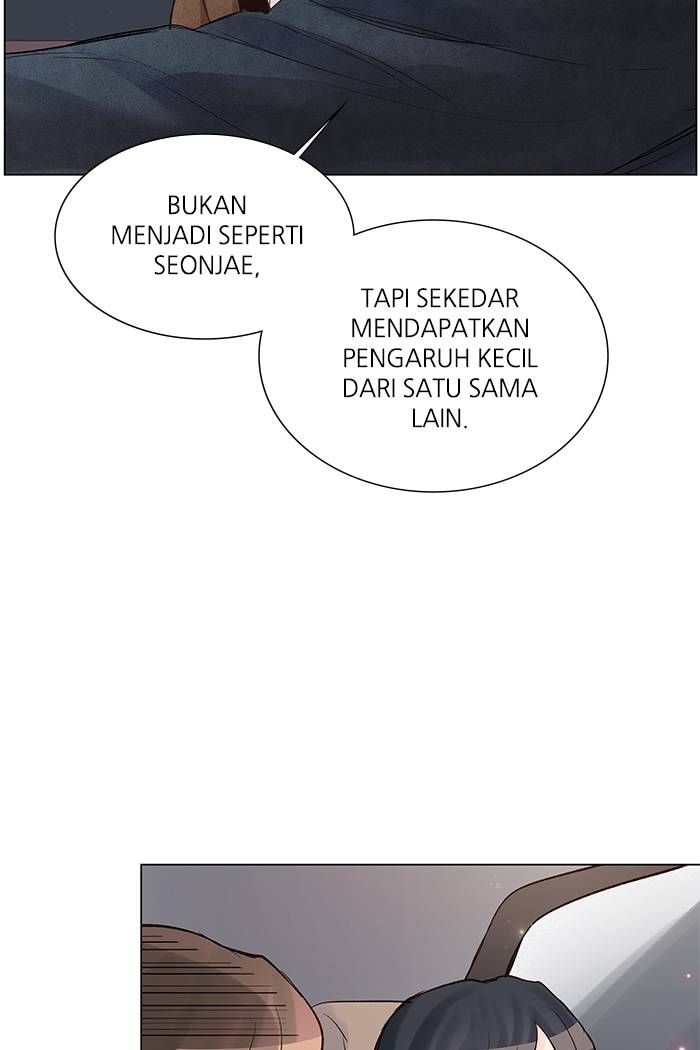 BUKAN
MENJADI SEPERTI
SEONJAE,
TAPI SEKEDAR
MENDAPATKAN
PENGARUH KECIL
DARI SATU SAMA
LAIN.